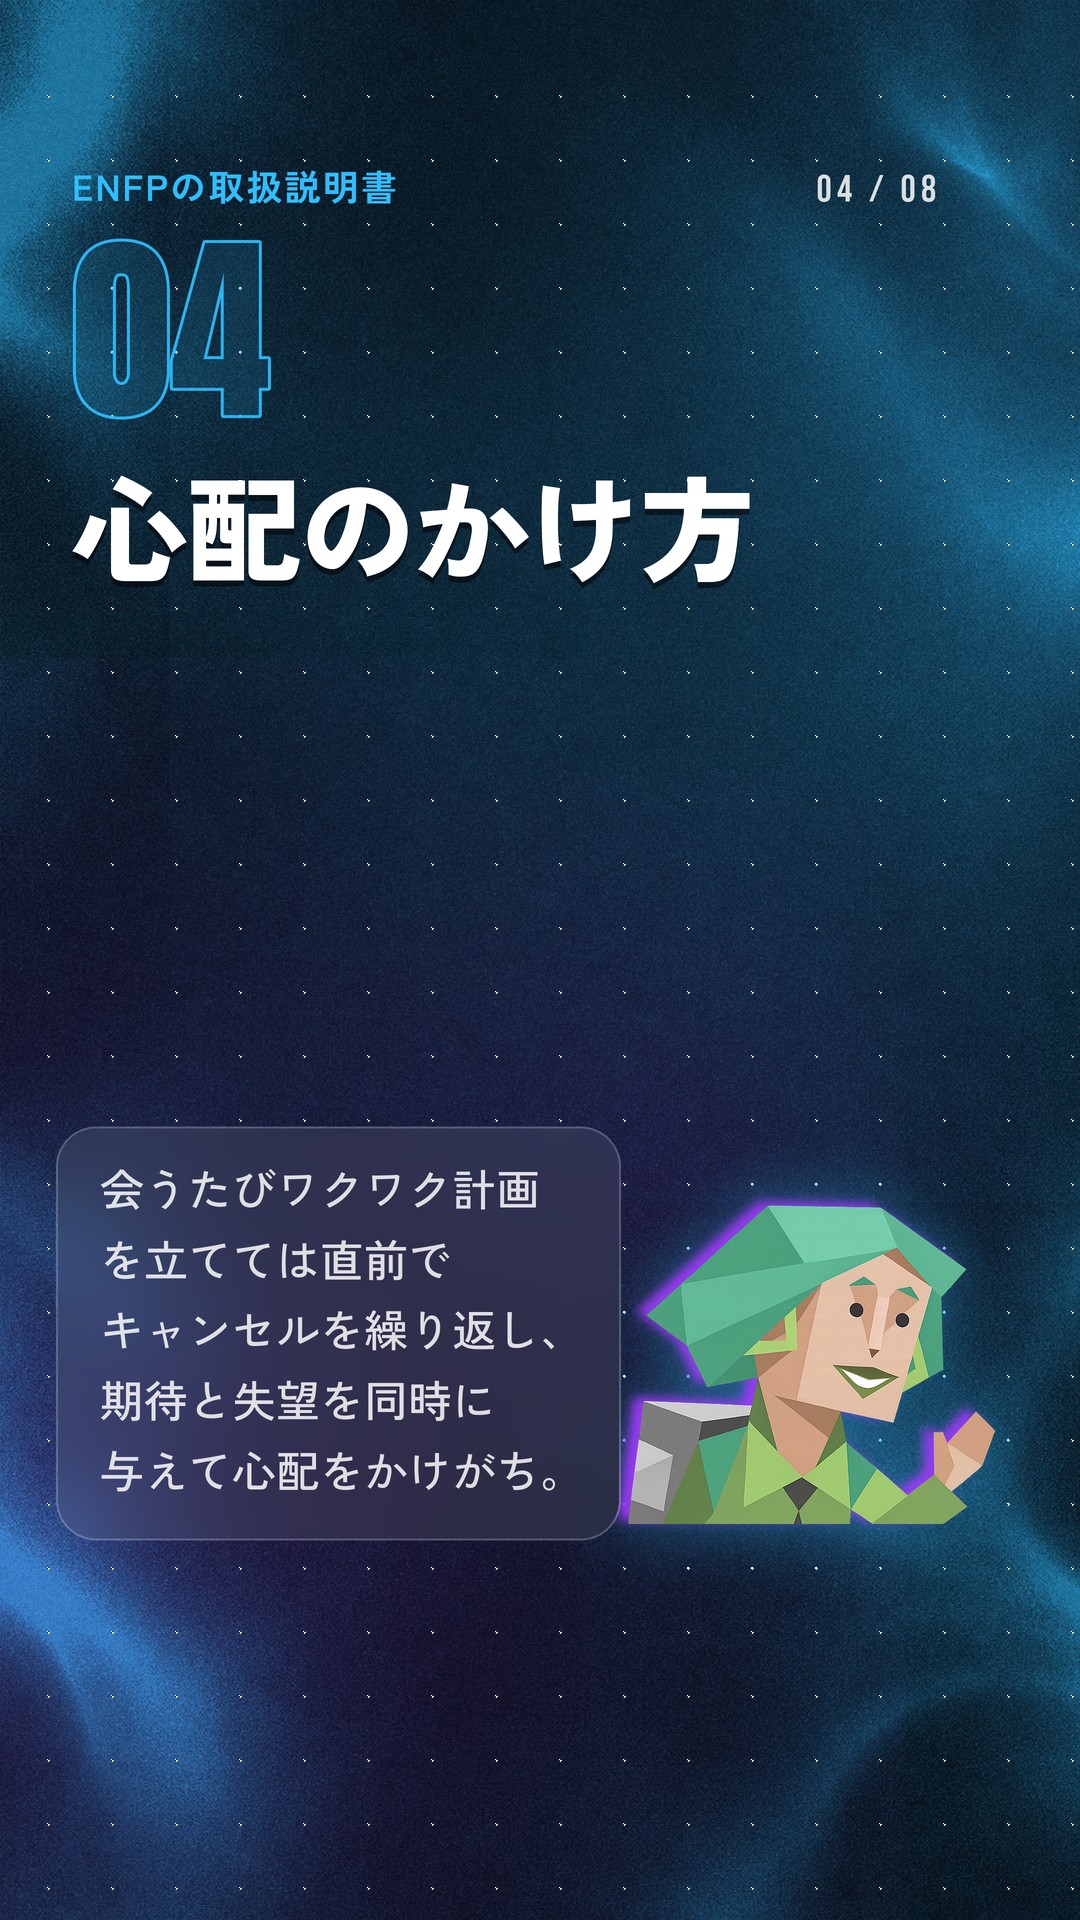 ENFPの取扱説明書
04 / 08
04
心配のかけ方
会うたびワクワク計画
を立てては直前で
キャンセルを繰り返し、
期待と失望を同時に
与えて心配をかけがち。